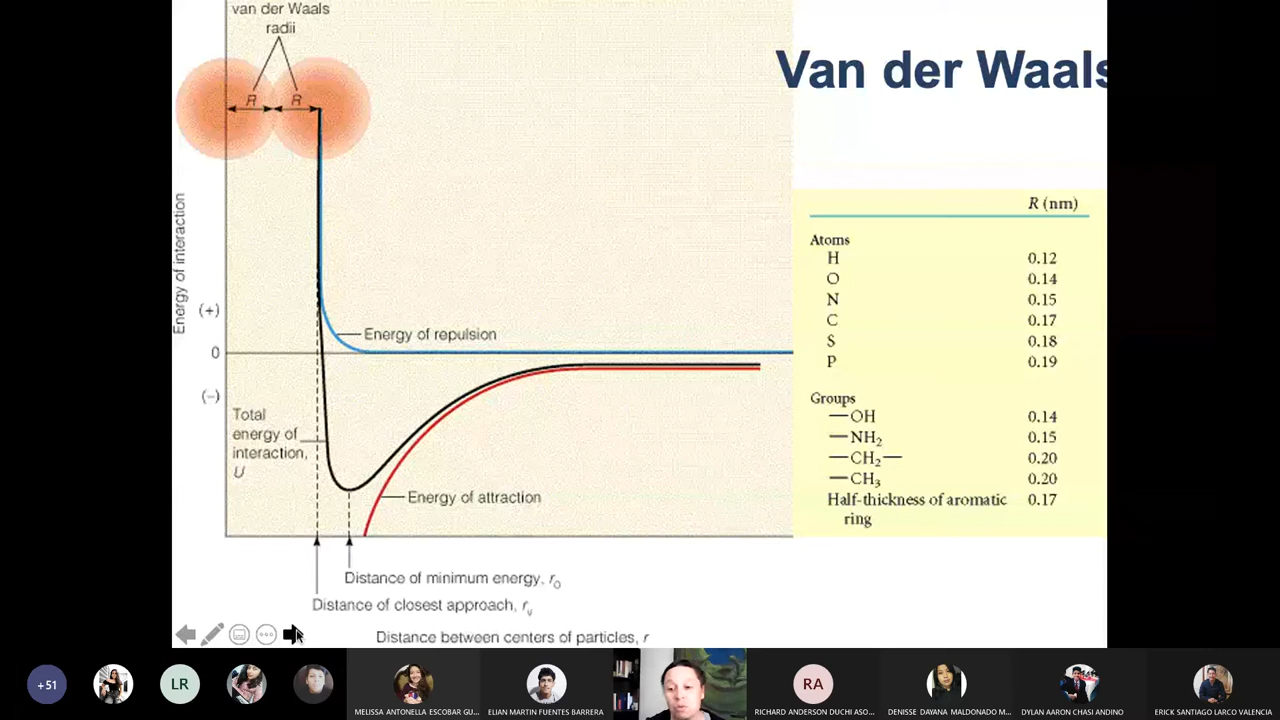 van der Waals
radii
R
R
Van der Waals
Energy of interaction
(+)
0
(–)
Energy of repulsion
Total
energy of
interaction,
U
Energy of attraction
Distance of minimum energy, r₀
Distance of closest approach, rᵥ
Distance between centers of particles, r
R (nm)
Atoms
H 0.12
O 0.14
N 0.15
C 0.17
S 0.18
P 0.19
Groups
—OH 0.14
—NH₂ 0.15
—CH₂— 0.20
—CH₃ 0.20
Half-thickness of aromatic 0.17
ring
+51
LR
RA
MELISSA ANTONELLA ESCOBAR GU...
ELIAN MARTIN FUENTES BARRERA
RICHARD ANDERSON DUCHI ASO...
DENISSE DAYANA MALDONADO M...
DYLAN AARON CHASI ANDINO
ERICK SANTIAGO LARCO VALENCIA